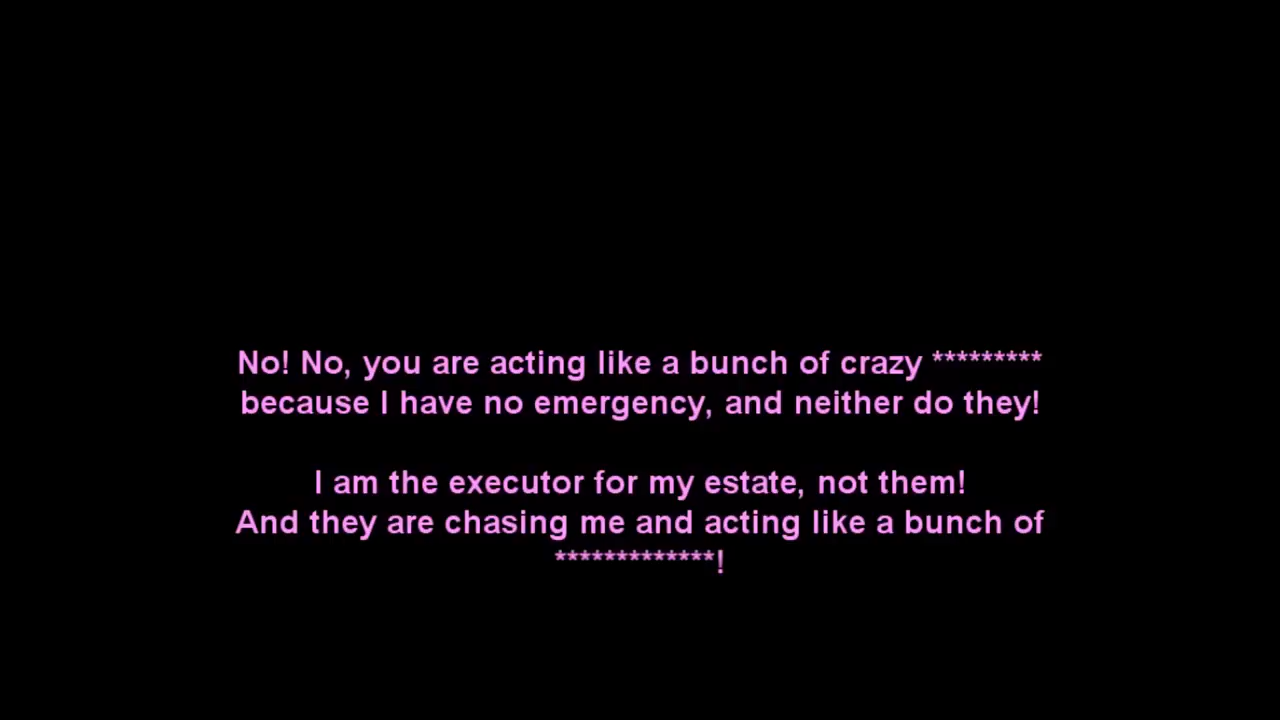 No! No, you are acting like a bunch of crazy *********
because I have no emergency, and neither do they!
I am the executor for my estate, not them!
And they are chasing me and acting like a bunch of
*************!